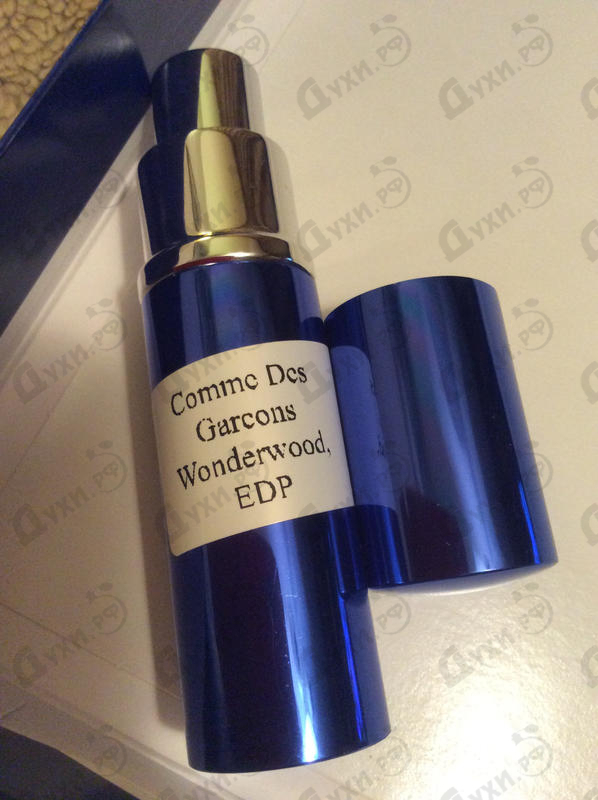 Comme Des
Garcons
Wonderwood,
EDP
Духи.РФ